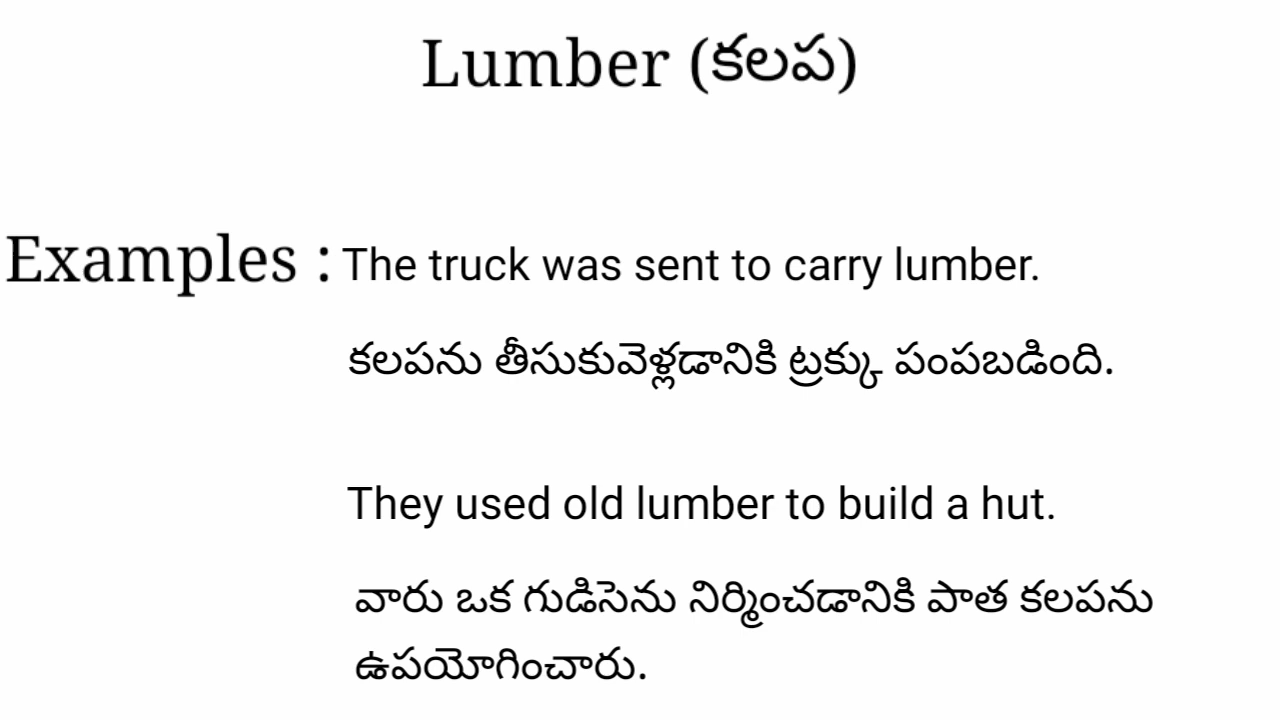 Lumber (కలప)
Examples : The truck was sent to carry lumber.
కలపను తీసుకువెళ్లడానికి ట్రక్కు పంపబడింది.
They used old lumber to build a hut.
వారు ఒక గుడిసెను నిర్మించడానికి పాత కలపను
ఉపయోగించారు.